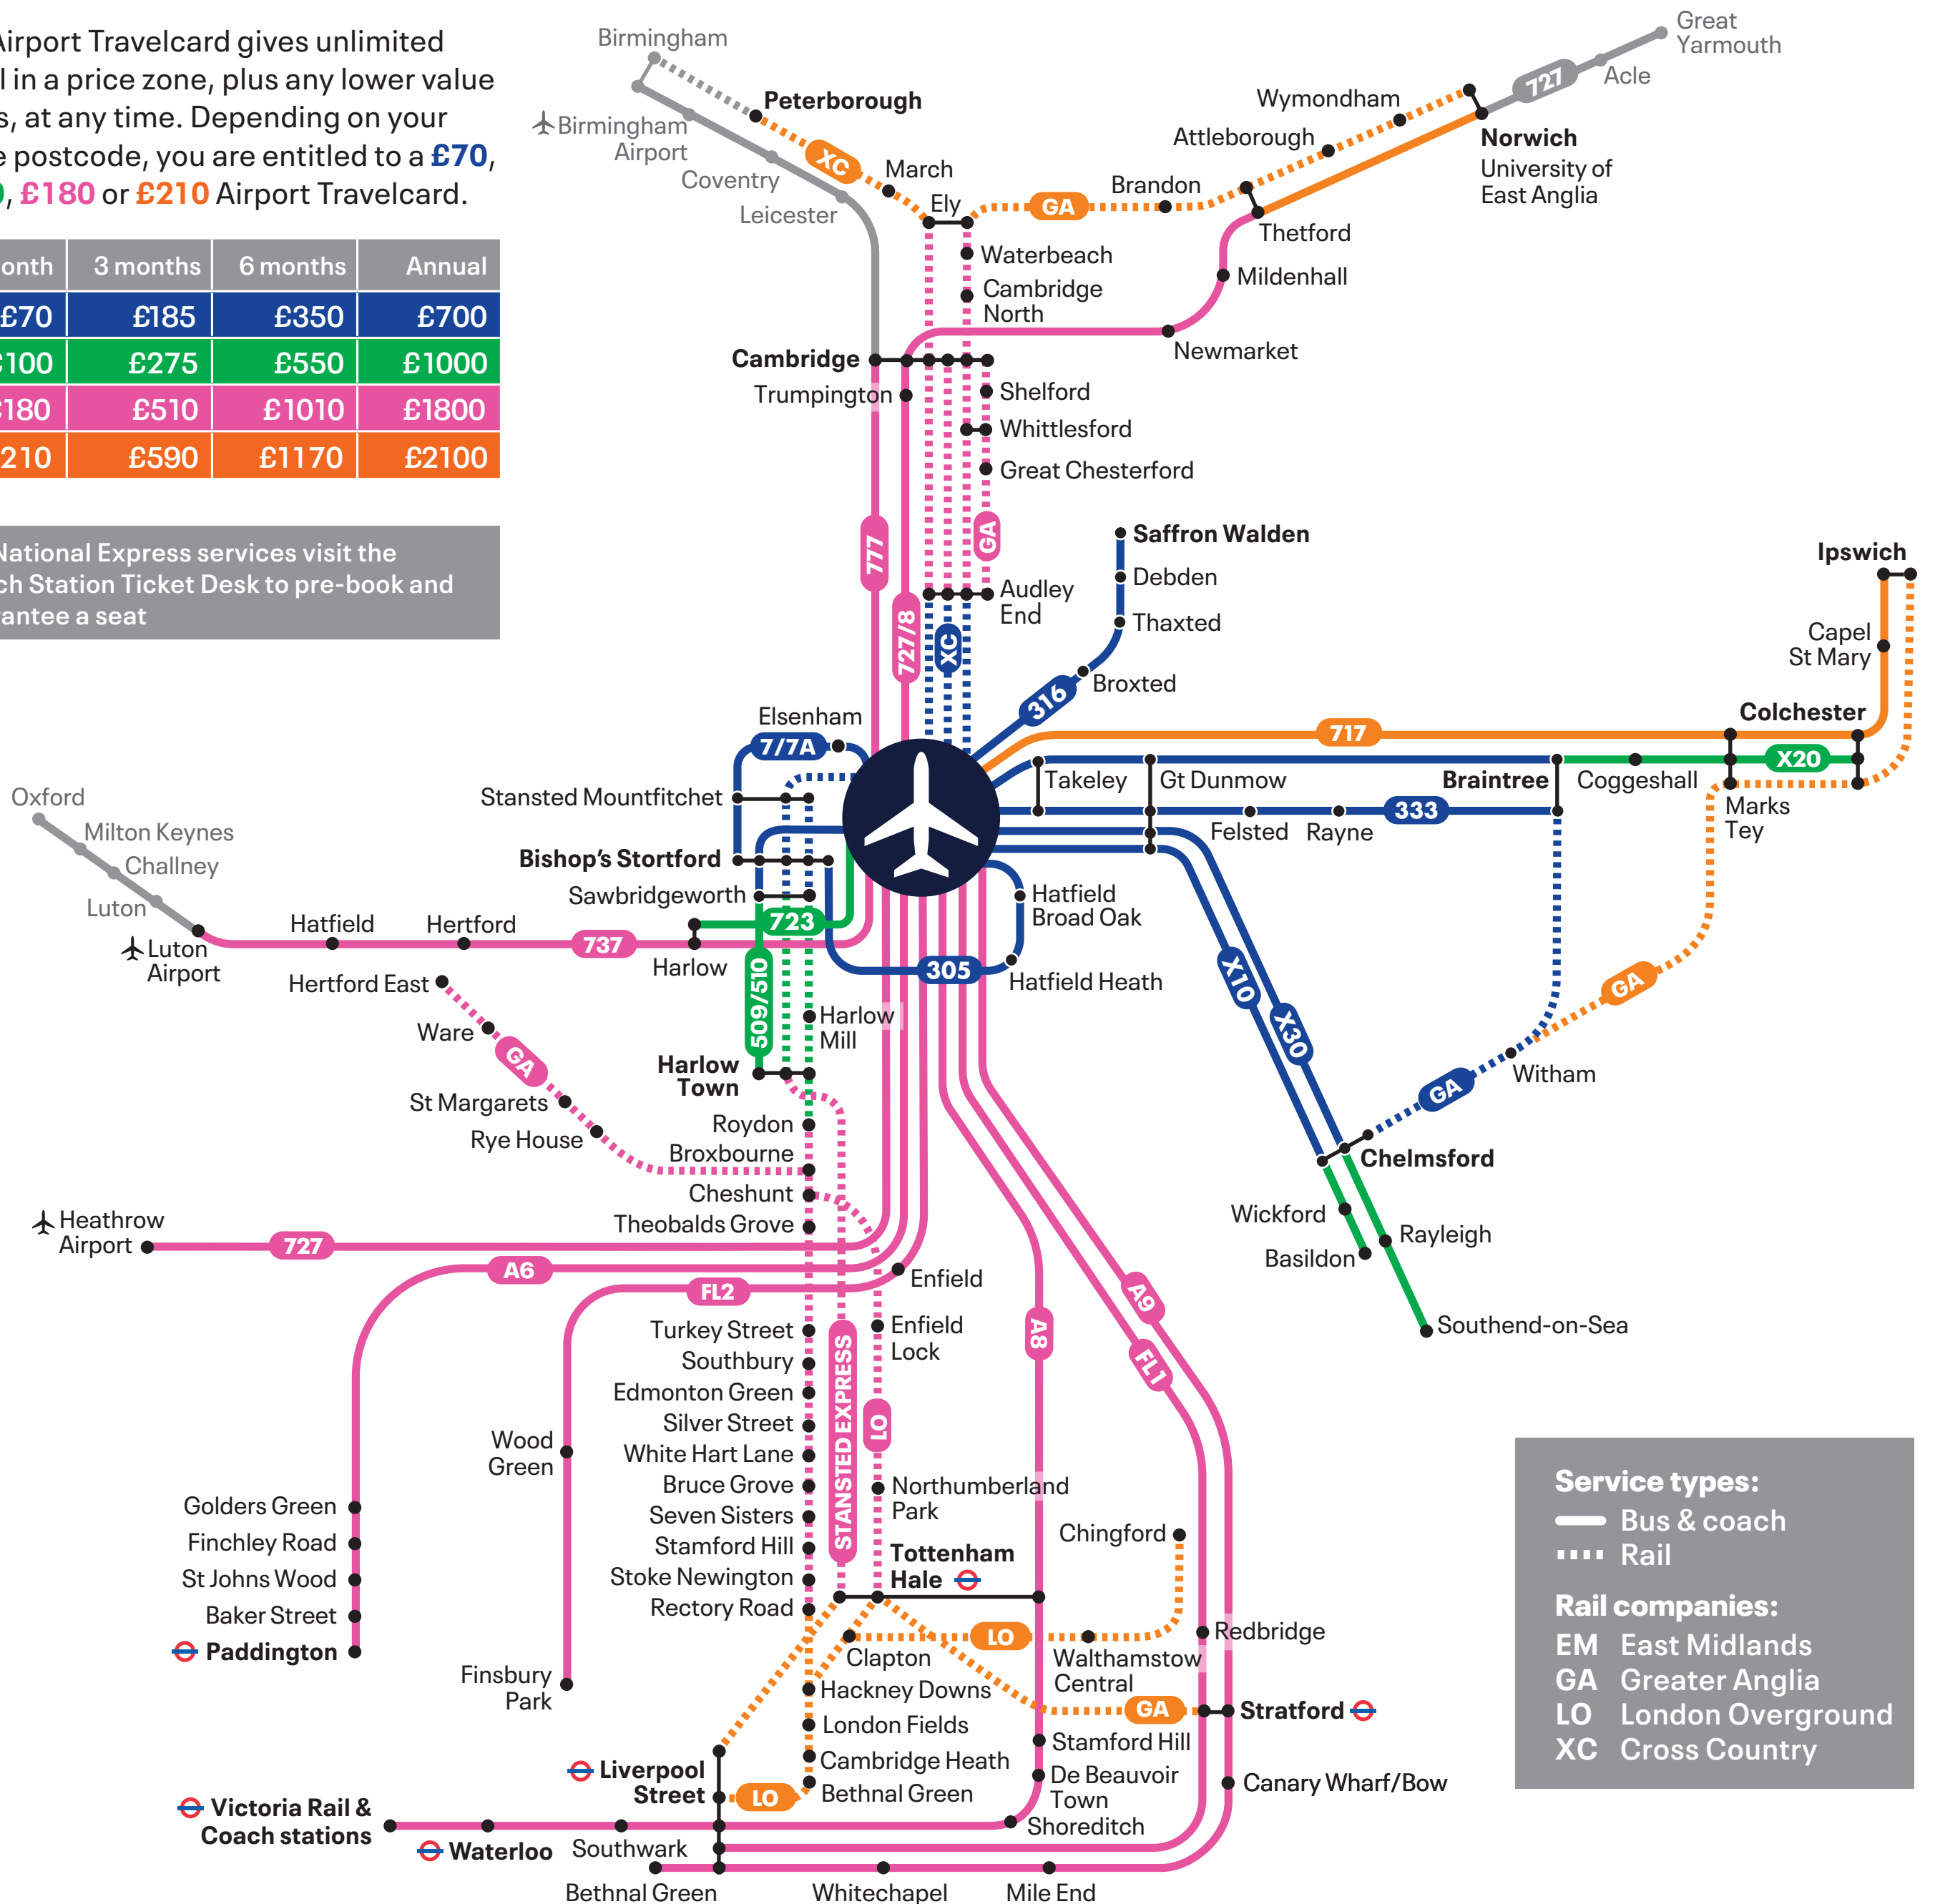 Airport Travelcard gives unlimited
in a price zone, plus any lower value
at any time. Depending on your
postcode, you are entitled to a £70,
£180 or £210 Airport Travelcard.
3 months 6 months Annual
£70 £185 £350 £700
£100 £275 £550 £1000
£180 £510 £1010 £1800
210 £590 £1170 £2100
National Express services visit the
Station Ticket Desk to pre-book and
a seat
Birmingham
Peterborough
Birmingham
Airport
Coventry
Leicester
XC
March
Ely
GA
Brandon
Attleborough
Wymondham
727
Great
Yarmouth
Acle
Norwich
University of
East Anglia
Thetford
Mildenhall
Newmarket
Waterbeach
Cambridge
North
Cambridge
Trumpington
Shelford
Whittlesford
Great Chesterford
GA
777
727/8
XC
Audley
End
Saffron Walden
Debden
Thaxted
Broxted
316
Ipswich
Capel
St Mary
Colchester
717
X20
Takeley
Gt Dunmow
Braintree
Coggeshall
Marks
Tey
Felsted
Rayne
333
Elsenham
7/7A
Stansted Mountfitchet
Bishop's Stortford
Sawbridgeworth
723
Oxford
Milton Keynes
Challney
Luton
Luton
Airport
Hatfield
Hertford
737
Harlow
305
Hatfield
Broad Oak
Hatfield Heath
509/510
Harlow
Mill
Harlow
Town
Hertford East
Ware
GA
St Margarets
Rye House
Roydon
Broxbourne
Cheshunt
Theobalds Grove
X10
X30
GA
Witham
GA
Chelmsford
Wickford
Basildon
Rayleigh
Southend-on-Sea
Heathrow
Airport
727
A6
FL2
Enfield
Turkey Street
Southbury
Edmonton Green
Silver Street
White Hart Lane
Bruce Grove
Seven Sisters
Stamford Hill
Stoke Newington
Rectory Road
STANSTED EXPRESS
Enfield
Lock
LO
Northumberland
Park
Tottenham
Hale
A8
A9
FL1
Wood
Green
Finsbury
Park
Golders Green
Finchley Road
St Johns Wood
Baker Street
Paddington
Chingford
LO
Clapton
Walthamstow
Central
Redbridge
Hackney Downs
London Fields
Cambridge Heath
Bethnal Green
GA
Stratford
Stamford Hill
De Beauvoir
Town
Shoreditch
Canary Wharf/Bow
Liverpool
Street
LO
Victoria Rail &
Coach stations
Waterloo
Southwark
Bethnal Green
Whitechapel
Mile End
Service types:
Bus & coach
Rail
Rail companies:
EM East Midlands
GA Greater Anglia
LO London Overground
XC Cross Country